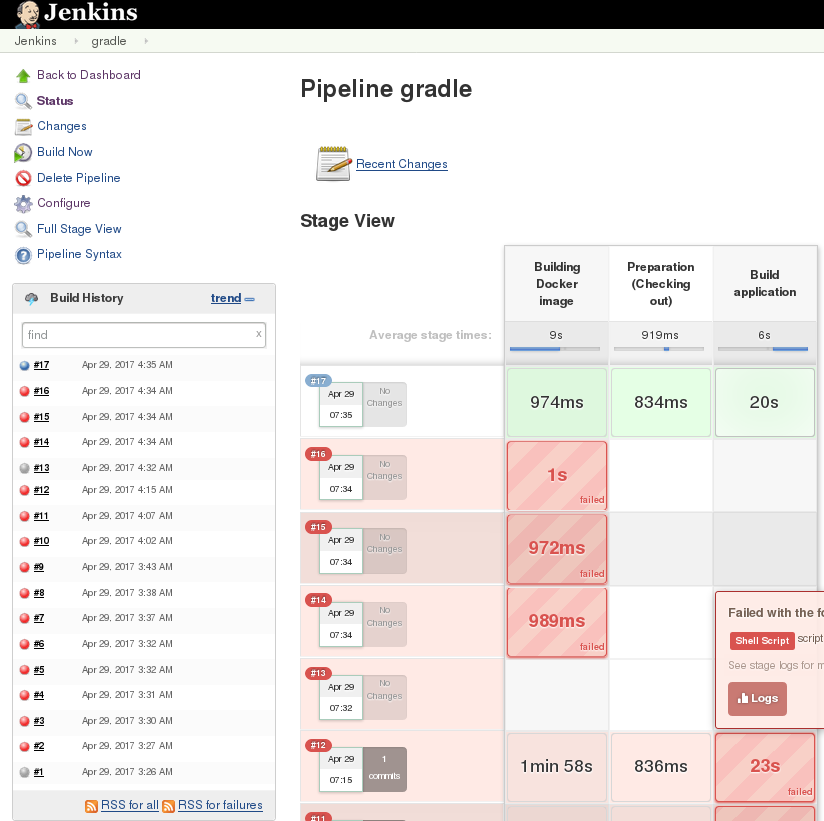 Jenkins
Jenkins
gradle
Back to Dashboard
Status
Changes
Build Now
Delete Pipeline
Configure
Full Stage View
Pipeline Syntax
Build History
trend
find
x
#17 Apr 29, 2017 4:35 AM
#16 Apr 29, 2017 4:34 AM
#15 Apr 29, 2017 4:34 AM
#14 Apr 29, 2017 4:34 AM
#13 Apr 29, 2017 4:32 AM
#12 Apr 29, 2017 4:15 AM
#11 Apr 29, 2017 4:07 AM
#10 Apr 29, 2017 4:02 AM
#9 Apr 29, 2017 3:43 AM
#8 Apr 29, 2017 3:38 AM
#7 Apr 29, 2017 3:37 AM
#6 Apr 29, 2017 3:32 AM
#5 Apr 29, 2017 3:32 AM
#4 Apr 29, 2017 3:31 AM
#3 Apr 29, 2017 3:30 AM
#2 Apr 29, 2017 3:27 AM
#1 Apr 29, 2017 3:26 AM
RSS for all
RSS for failures
Pipeline gradle
Recent Changes
Stage View
Building
Docker
image
Preparation
(Checking
out)
Build
application
Average stage times:
9s
919ms
6s
#17
Apr 29
07:35
No
Changes
974ms
834ms
20s
#16
Apr 29
07:34
No
Changes
1s
failed
#15
Apr 29
07:34
No
Changes
972ms
failed
#14
Apr 29
07:34
No
Changes
989ms
failed
Failed with the fo
Shell Script script
See stage logs for m
Logs
#13
Apr 29
07:32
No
Changes
#12
Apr 29
07:15
1
commits
1min 58s
836ms
23s
failed
#11